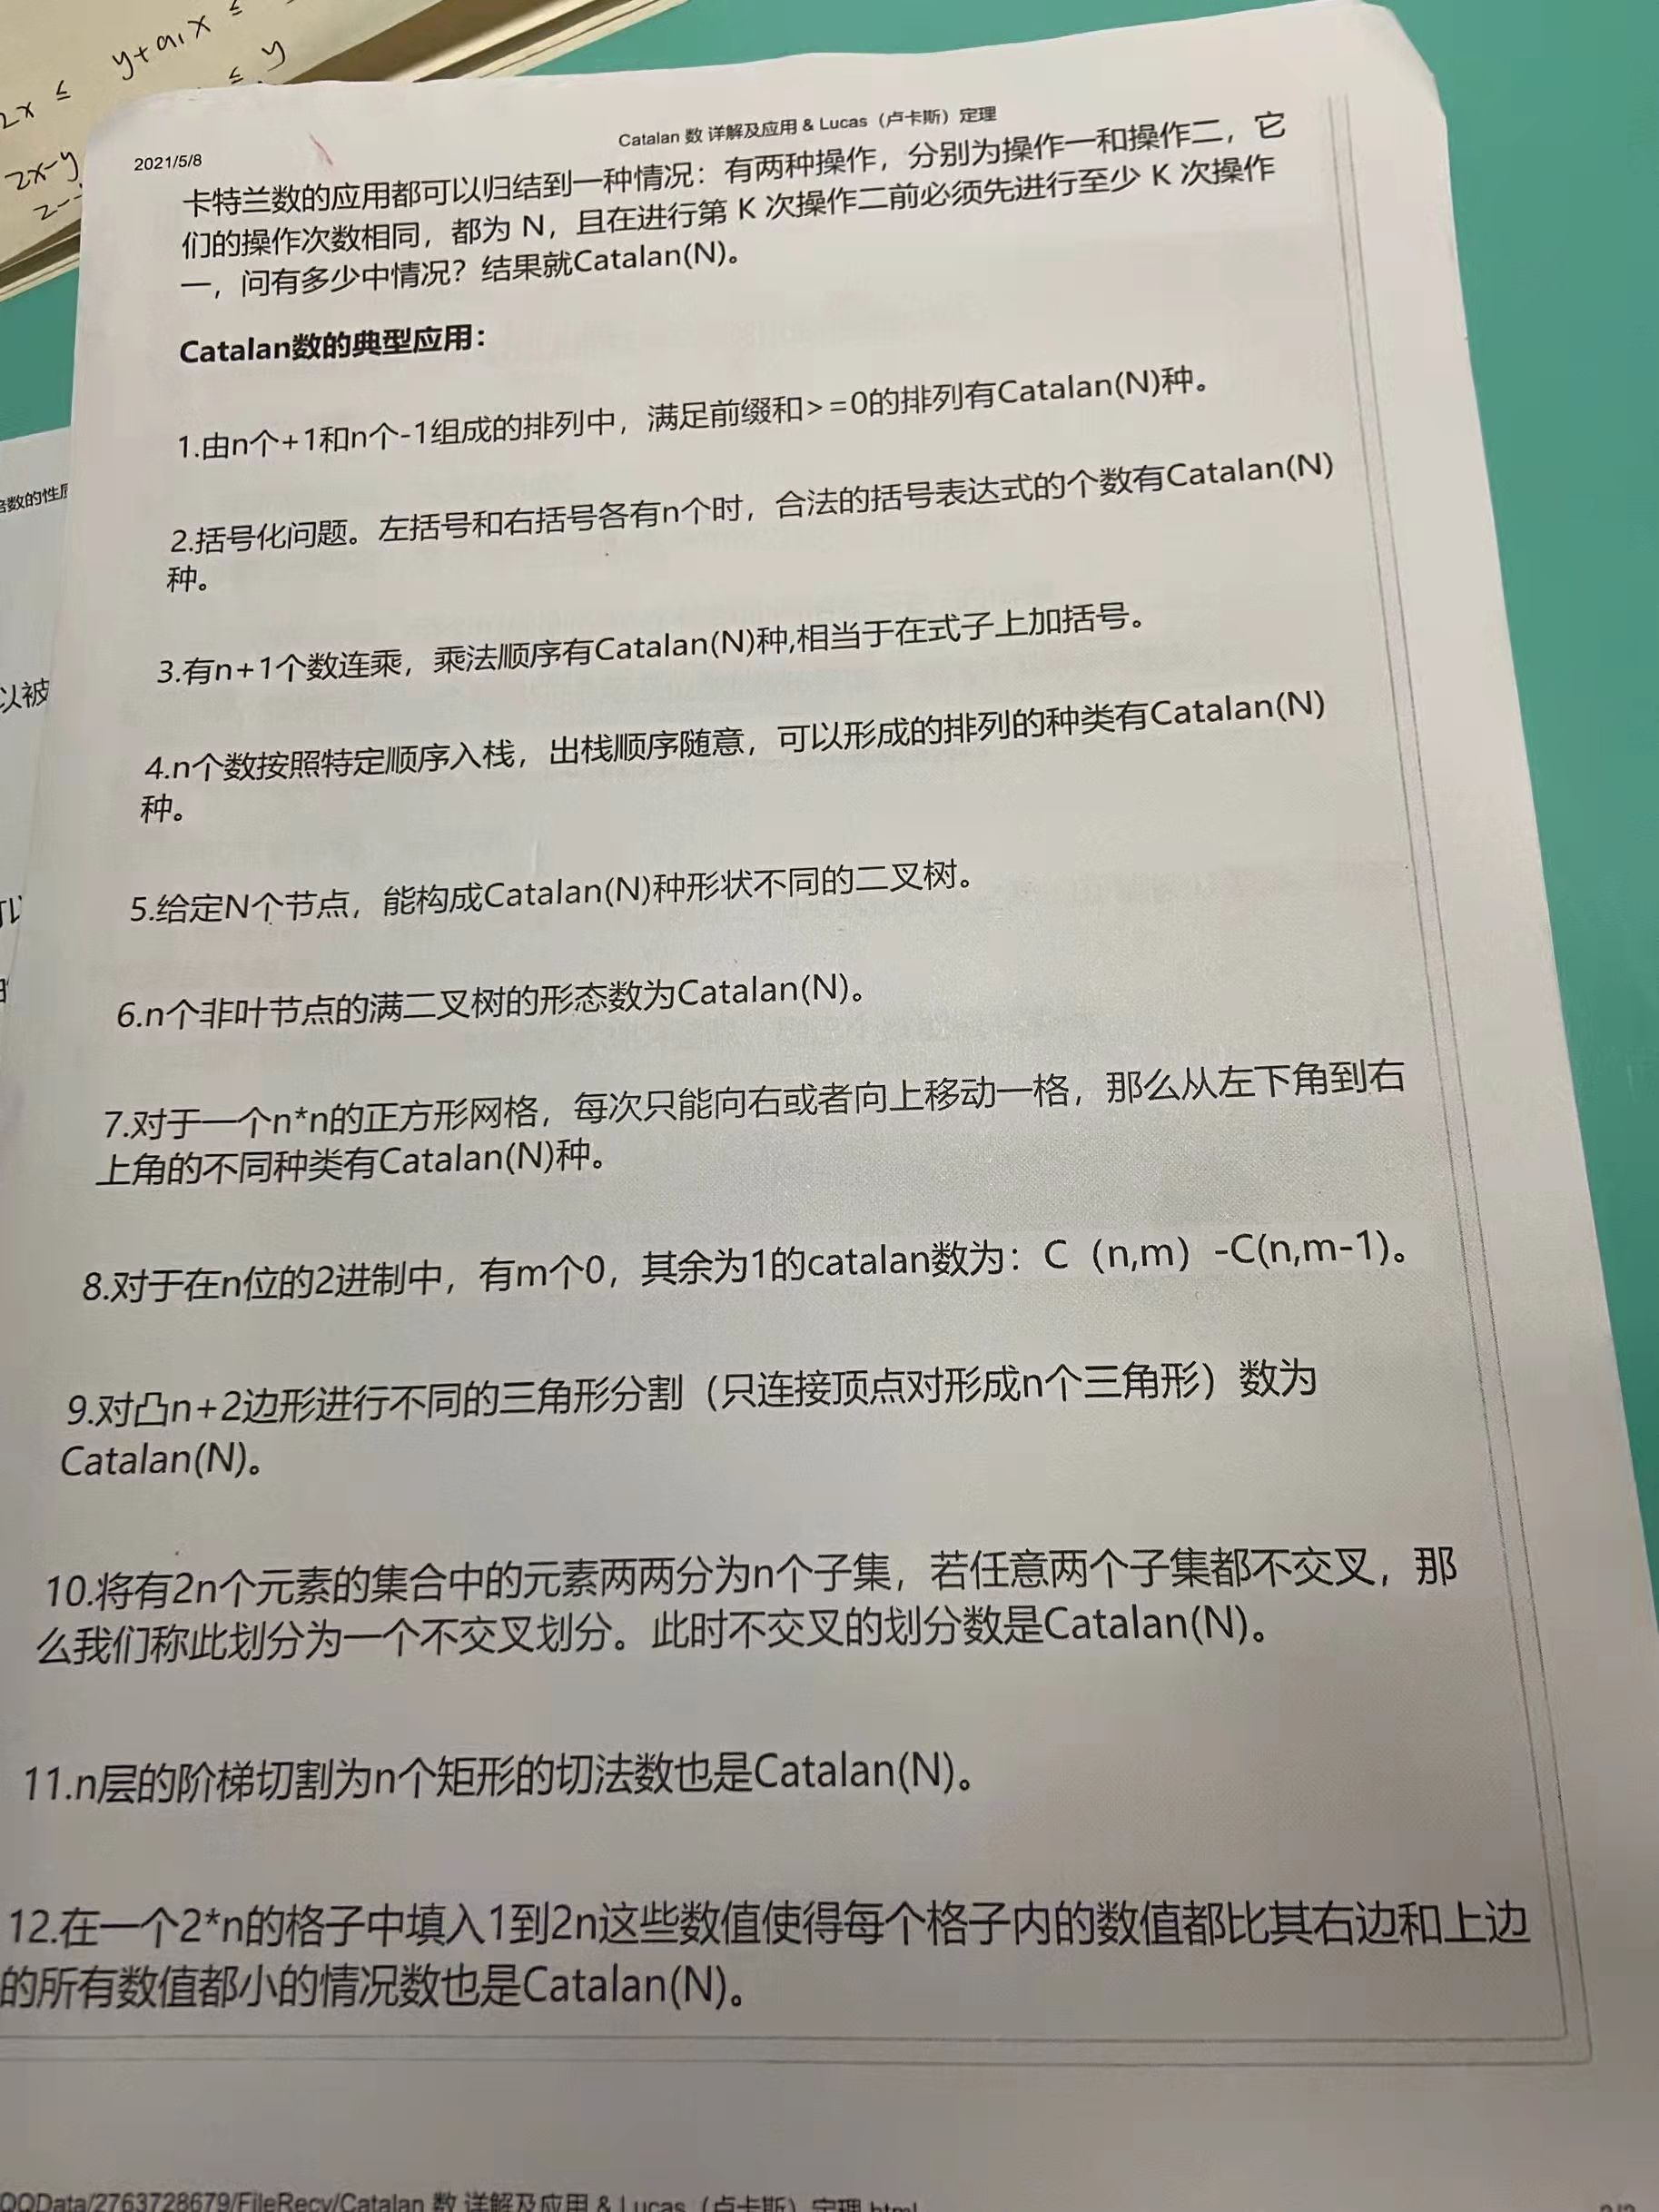 2x ≤ y+a₁x ≤
≤ y
2x-y
2021/5/8
Catalan 数 详解及应用 & Lucas（卢卡斯）定理
卡特兰数的应用都可以归结到一种情况：有两种操作，分别为操作一和操作二，它
们的操作次数相同，都为 N，且在进行第 K 次操作二前必须先进行至少 K 次操作
一，问有多少中情况？结果就Catalan(N)。
Catalan数的典型应用：
1.由n个+1和n个-1组成的排列中，满足前缀和>=0的排列有Catalan(N)种。
2.括号化问题。左括号和右括号各有n个时，合法的括号表达式的个数有Catalan(N)
种。
3.有n+1个数连乘，乘法顺序有Catalan(N)种,相当于在式子上加括号。
4.n个数按照特定顺序入栈，出栈顺序随意，可以形成的排列的种类有Catalan(N)
种。
5.给定N个节点，能构成Catalan(N)种形状不同的二叉树。
6.n个非叶节点的满二叉树的形态数为Catalan(N)。
7.对于一个n*n的正方形网格，每次只能向右或者向上移动一格，那么从左下角到右
上角的不同种类有Catalan(N)种。
8.对于在n位的2进制中，有m个0，其余为1的catalan数为：C（n,m）-C(n,m-1)。
9.对凸n+2边形进行不同的三角形分割（只连接顶点对形成n个三角形）数为
Catalan(N)。
10.将有2n个元素的集合中的元素两两分为n个子集，若任意两个子集都不交叉，那
么我们称此划分为一个不交叉划分。此时不交叉的划分数是Catalan(N)。
11.n层的阶梯切割为n个矩形的切法数也是Catalan(N)。
12.在一个2*n的格子中填入1到2n这些数值使得每个格子内的数值都比其右边和上边
的所有数值都小的情况数也是Catalan(N)。
QQData/2763728679/FileRecv/Catalan 数 详解及应用 & Lucas（卢卡斯）定理.html
数的性
以被